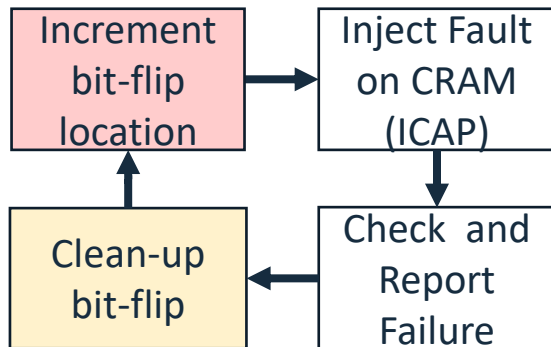 Increment
bit-flip
location
Inject Fault
on CRAM
(ICAP)
Check and
Report
Failure
Clean-up
bit-flip